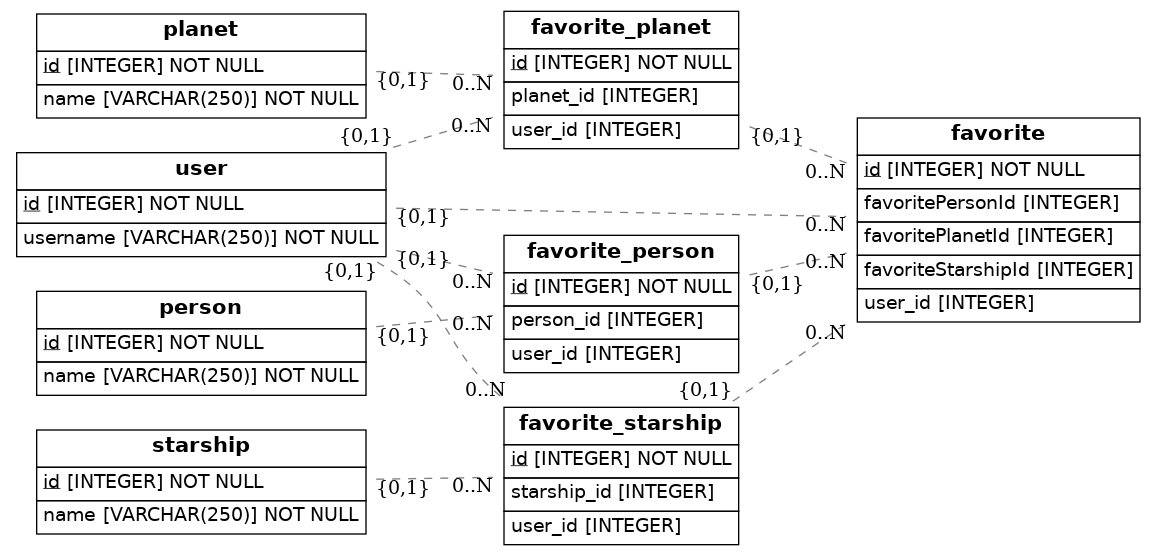 planet
id [INTEGER] NOT NULL
name [VARCHAR(250)] NOT NULL
{0,1}
0..N
favorite_planet
id [INTEGER] NOT NULL
planet_id [INTEGER]
user_id [INTEGER]
{0,1}
0..N
{0,1}
0..N
user
id [INTEGER] NOT NULL
username [VARCHAR(250)] NOT NULL
{0,1}
0..N
{0,1}
0..N
{0,1}
0..N
favorite
id [INTEGER] NOT NULL
favoritePersonId [INTEGER]
favoritePlanetId [INTEGER]
favoriteStarshipId [INTEGER]
user_id [INTEGER]
favorite_person
id [INTEGER] NOT NULL
person_id [INTEGER]
user_id [INTEGER]
{0,1}
0..N
person
id [INTEGER] NOT NULL
name [VARCHAR(250)] NOT NULL
{0,1}
0..N
favorite_starship
id [INTEGER] NOT NULL
starship_id [INTEGER]
user_id [INTEGER]
{0,1}
0..N
starship
id [INTEGER] NOT NULL
name [VARCHAR(250)] NOT NULL
{0,1}
0..N